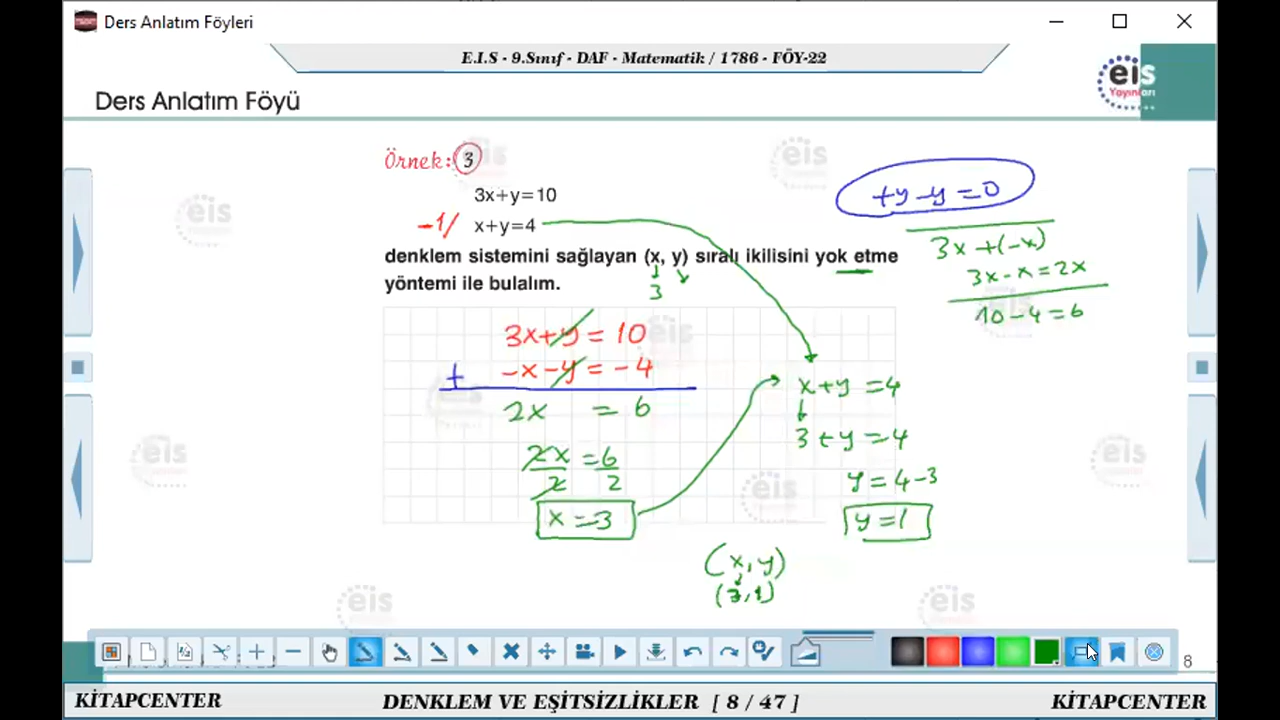 Ders Anlatım Föyleri
E.I.S - 9.Sınıf - DAF - Matematik / 1786 - FÖY-22
eis
Yayınları
Ders Anlatım Föyü
Örnek: 3
3x+y=10
-1/ x+y=4
denklem sistemini sağlayan (x, y) sıralı ikilisini yok etme
yöntemi ile bulalım.
3
+y-y=0
3x+(-x)
3x-x=2x
10-4=6
3x+y=10
+ -x-y=-4
2x = 6
2x/2 = 6/2
x=3
x+y=4
3+y=4
y=4-3
y=1
(x,y)
(3,1)
8
KİTAPCENTER
DENKLEM VE EŞİTSİZLİKLER [ 8 / 47 ]
KİTAPCENTER